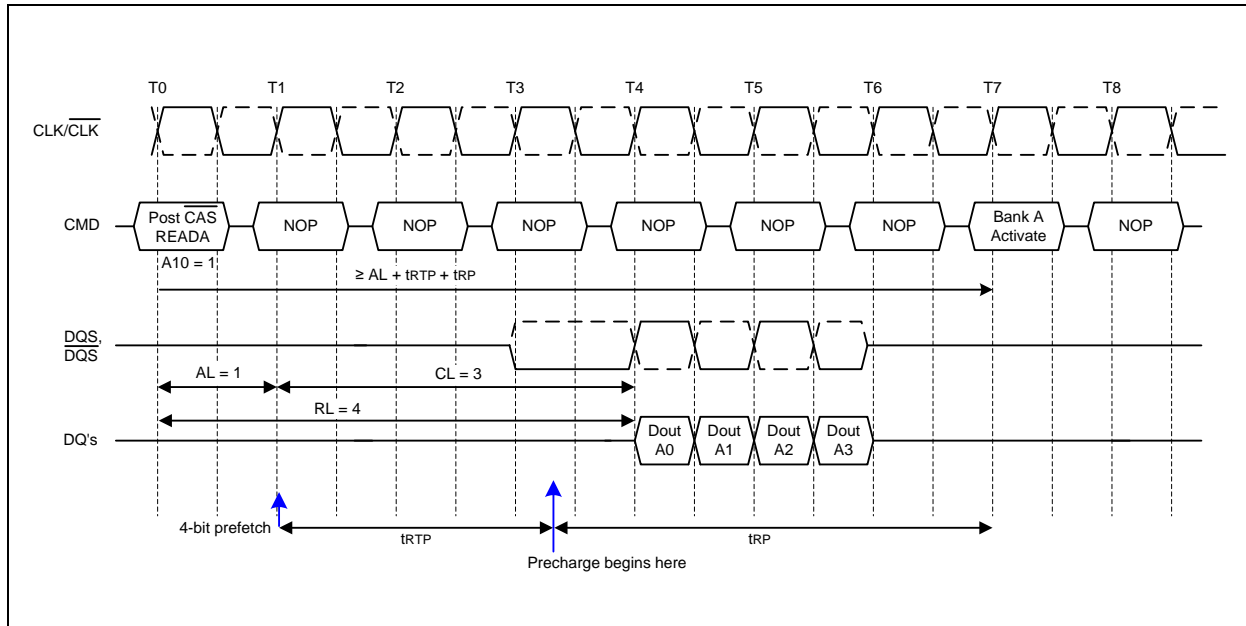 T0 T1 T2 T3 T4 T5 T6 T7 T8
CLK/CLK
CMD
Post CAS
READA
NOP NOP NOP NOP NOP NOP
Bank A
Activate
NOP
A10 = 1
≥ AL + tRTP + tRP
DQS,
DQS
AL = 1
CL = 3
RL = 4
DQ's
Dout
A0
Dout
A1
Dout
A2
Dout
A3
4-bit prefetch
tRTP
tRP
Precharge begins here